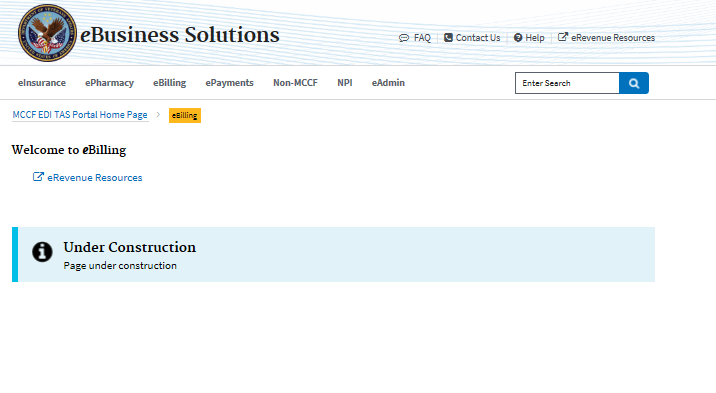 eBusiness Solutions
FAQ
Contact Us
Help
eRevenue Resources
eInsurance
ePharmacy
eBilling
ePayments
Non-MCCF
NPI
eAdmin
Enter Search
MCCF EDI TAS Portal Home Page
eBilling
Welcome to eBilling
eRevenue Resources
Under Construction
Page under construction